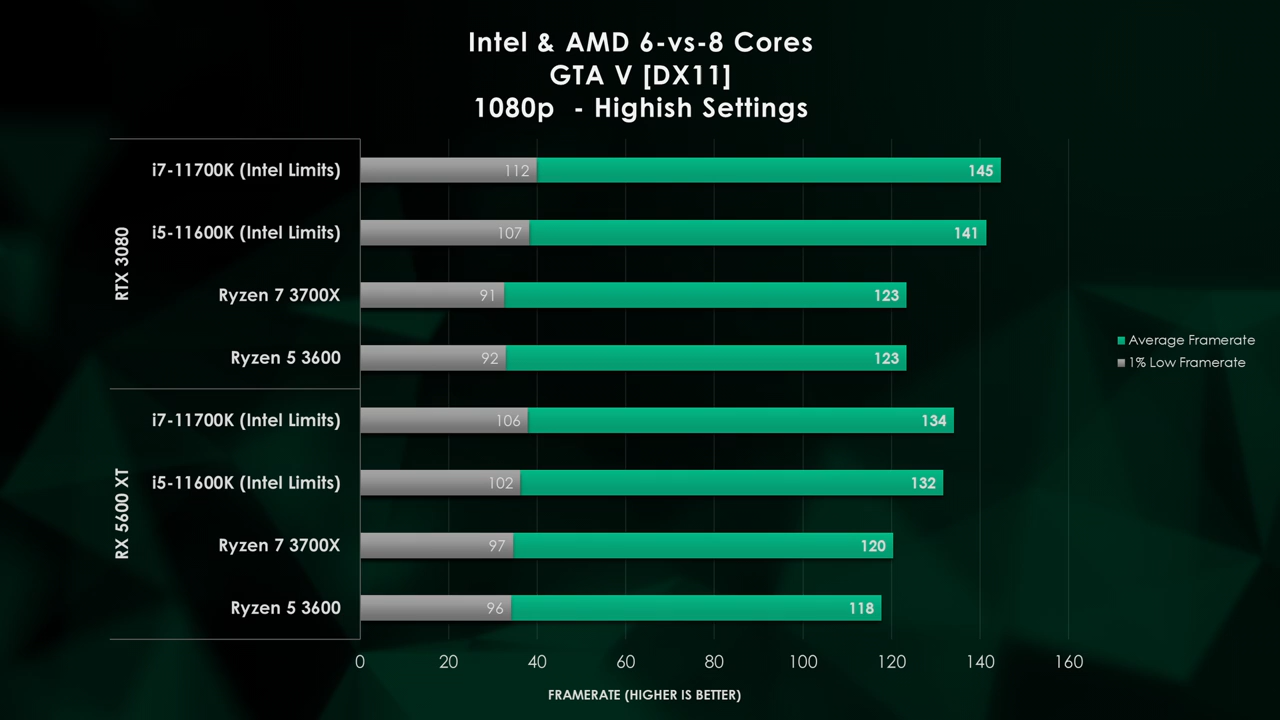 Intel & AMD 6-vs-8 Cores
GTA V [DX11]
1080p - Highish Settings
RTX 3080
i7-11700K (Intel Limits) 112 145
i5-11600K (Intel Limits) 107 141
Ryzen 7 3700X 91 123
Ryzen 5 3600 92 123
RX 5600 XT
i7-11700K (Intel Limits) 106 134
i5-11600K (Intel Limits) 102 132
Ryzen 7 3700X 97 120
Ryzen 5 3600 96 118
0 20 40 60 80 100 120 140 160
FRAMERATE (HIGHER IS BETTER)
Average Framerate
1% Low Framerate